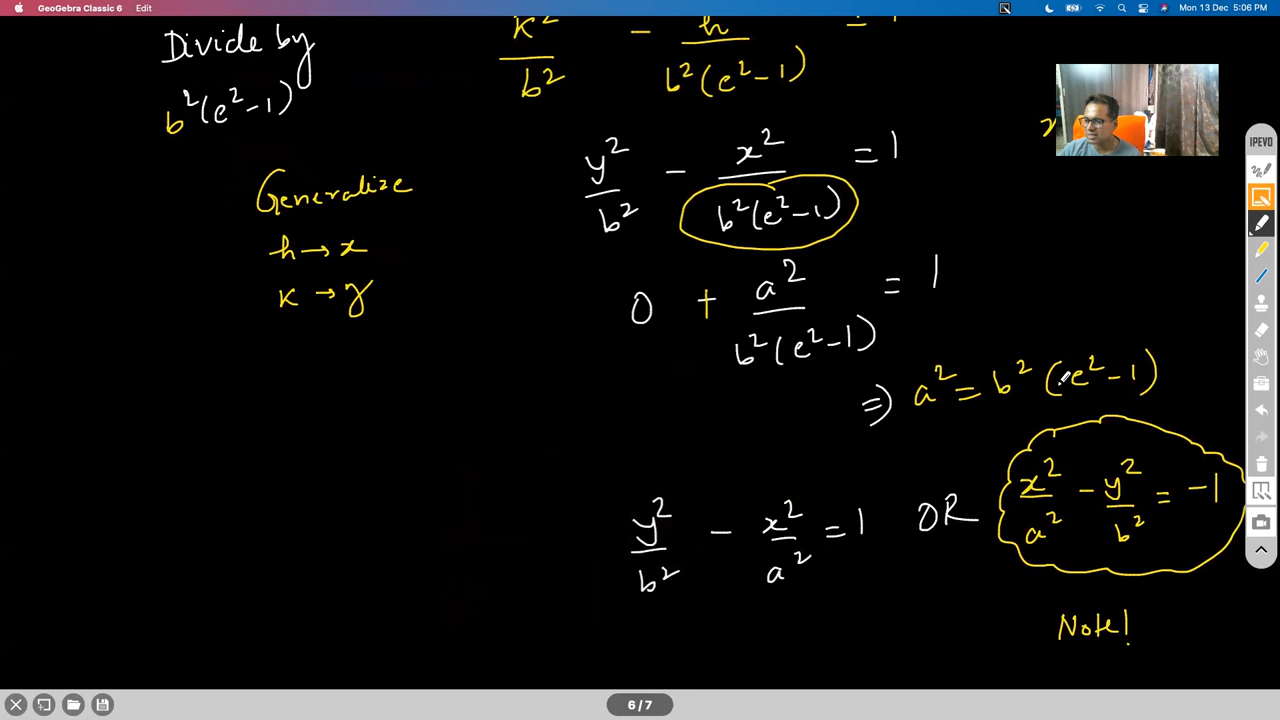 GeoGebra Classic 6 Edit Mon 13 Dec 5:06 PM
Divide by
b²(e²-1)
K²/b² - h/b²(e²-1) = 1
IPEVO
y²/b² - x²/b²(e²-1) = 1
Generalize
h → x
K → y
0 + a²/b²(e²-1) = 1
⇒ a² = b² (e²-1)
y²/b² - x²/a² = 1 OR x²/a² - y²/b² = -1
Note!
6/7